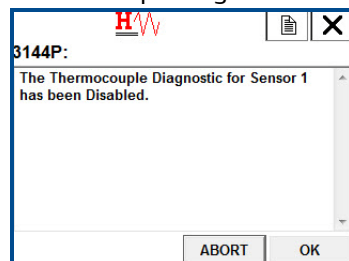 H
3144P:
The Thermocouple Diagnostic for Sensor 1
has been Disabled.
ABORT OK